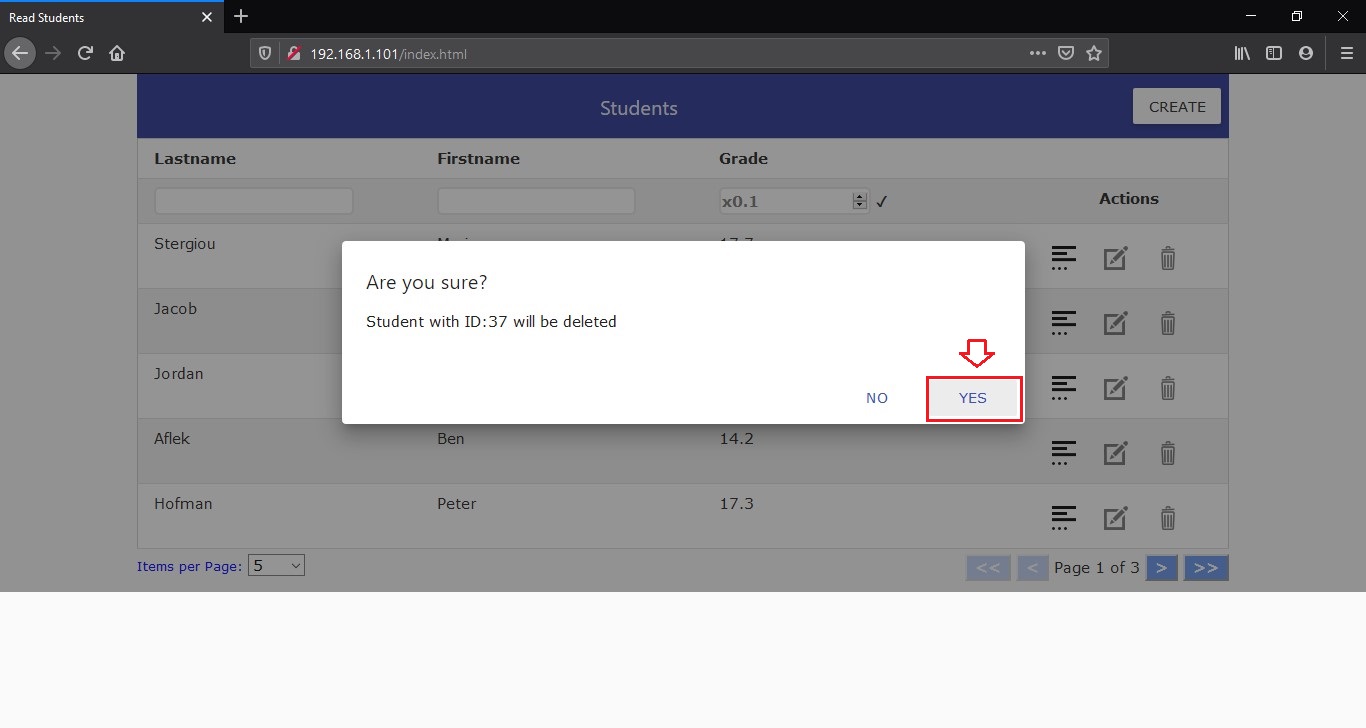 Read Students
192.168.1.101/index.html
Students
CREATE
Lastname Firstname Grade
x0.1
Actions
Stergiou
Jacob
Jordan
Are you sure?
Student with ID:37 will be deleted
NO YES
Aflek Ben 14.2
Hofman Peter 17.3
Items per Page: 5 << < Page 1 of 3 > >>